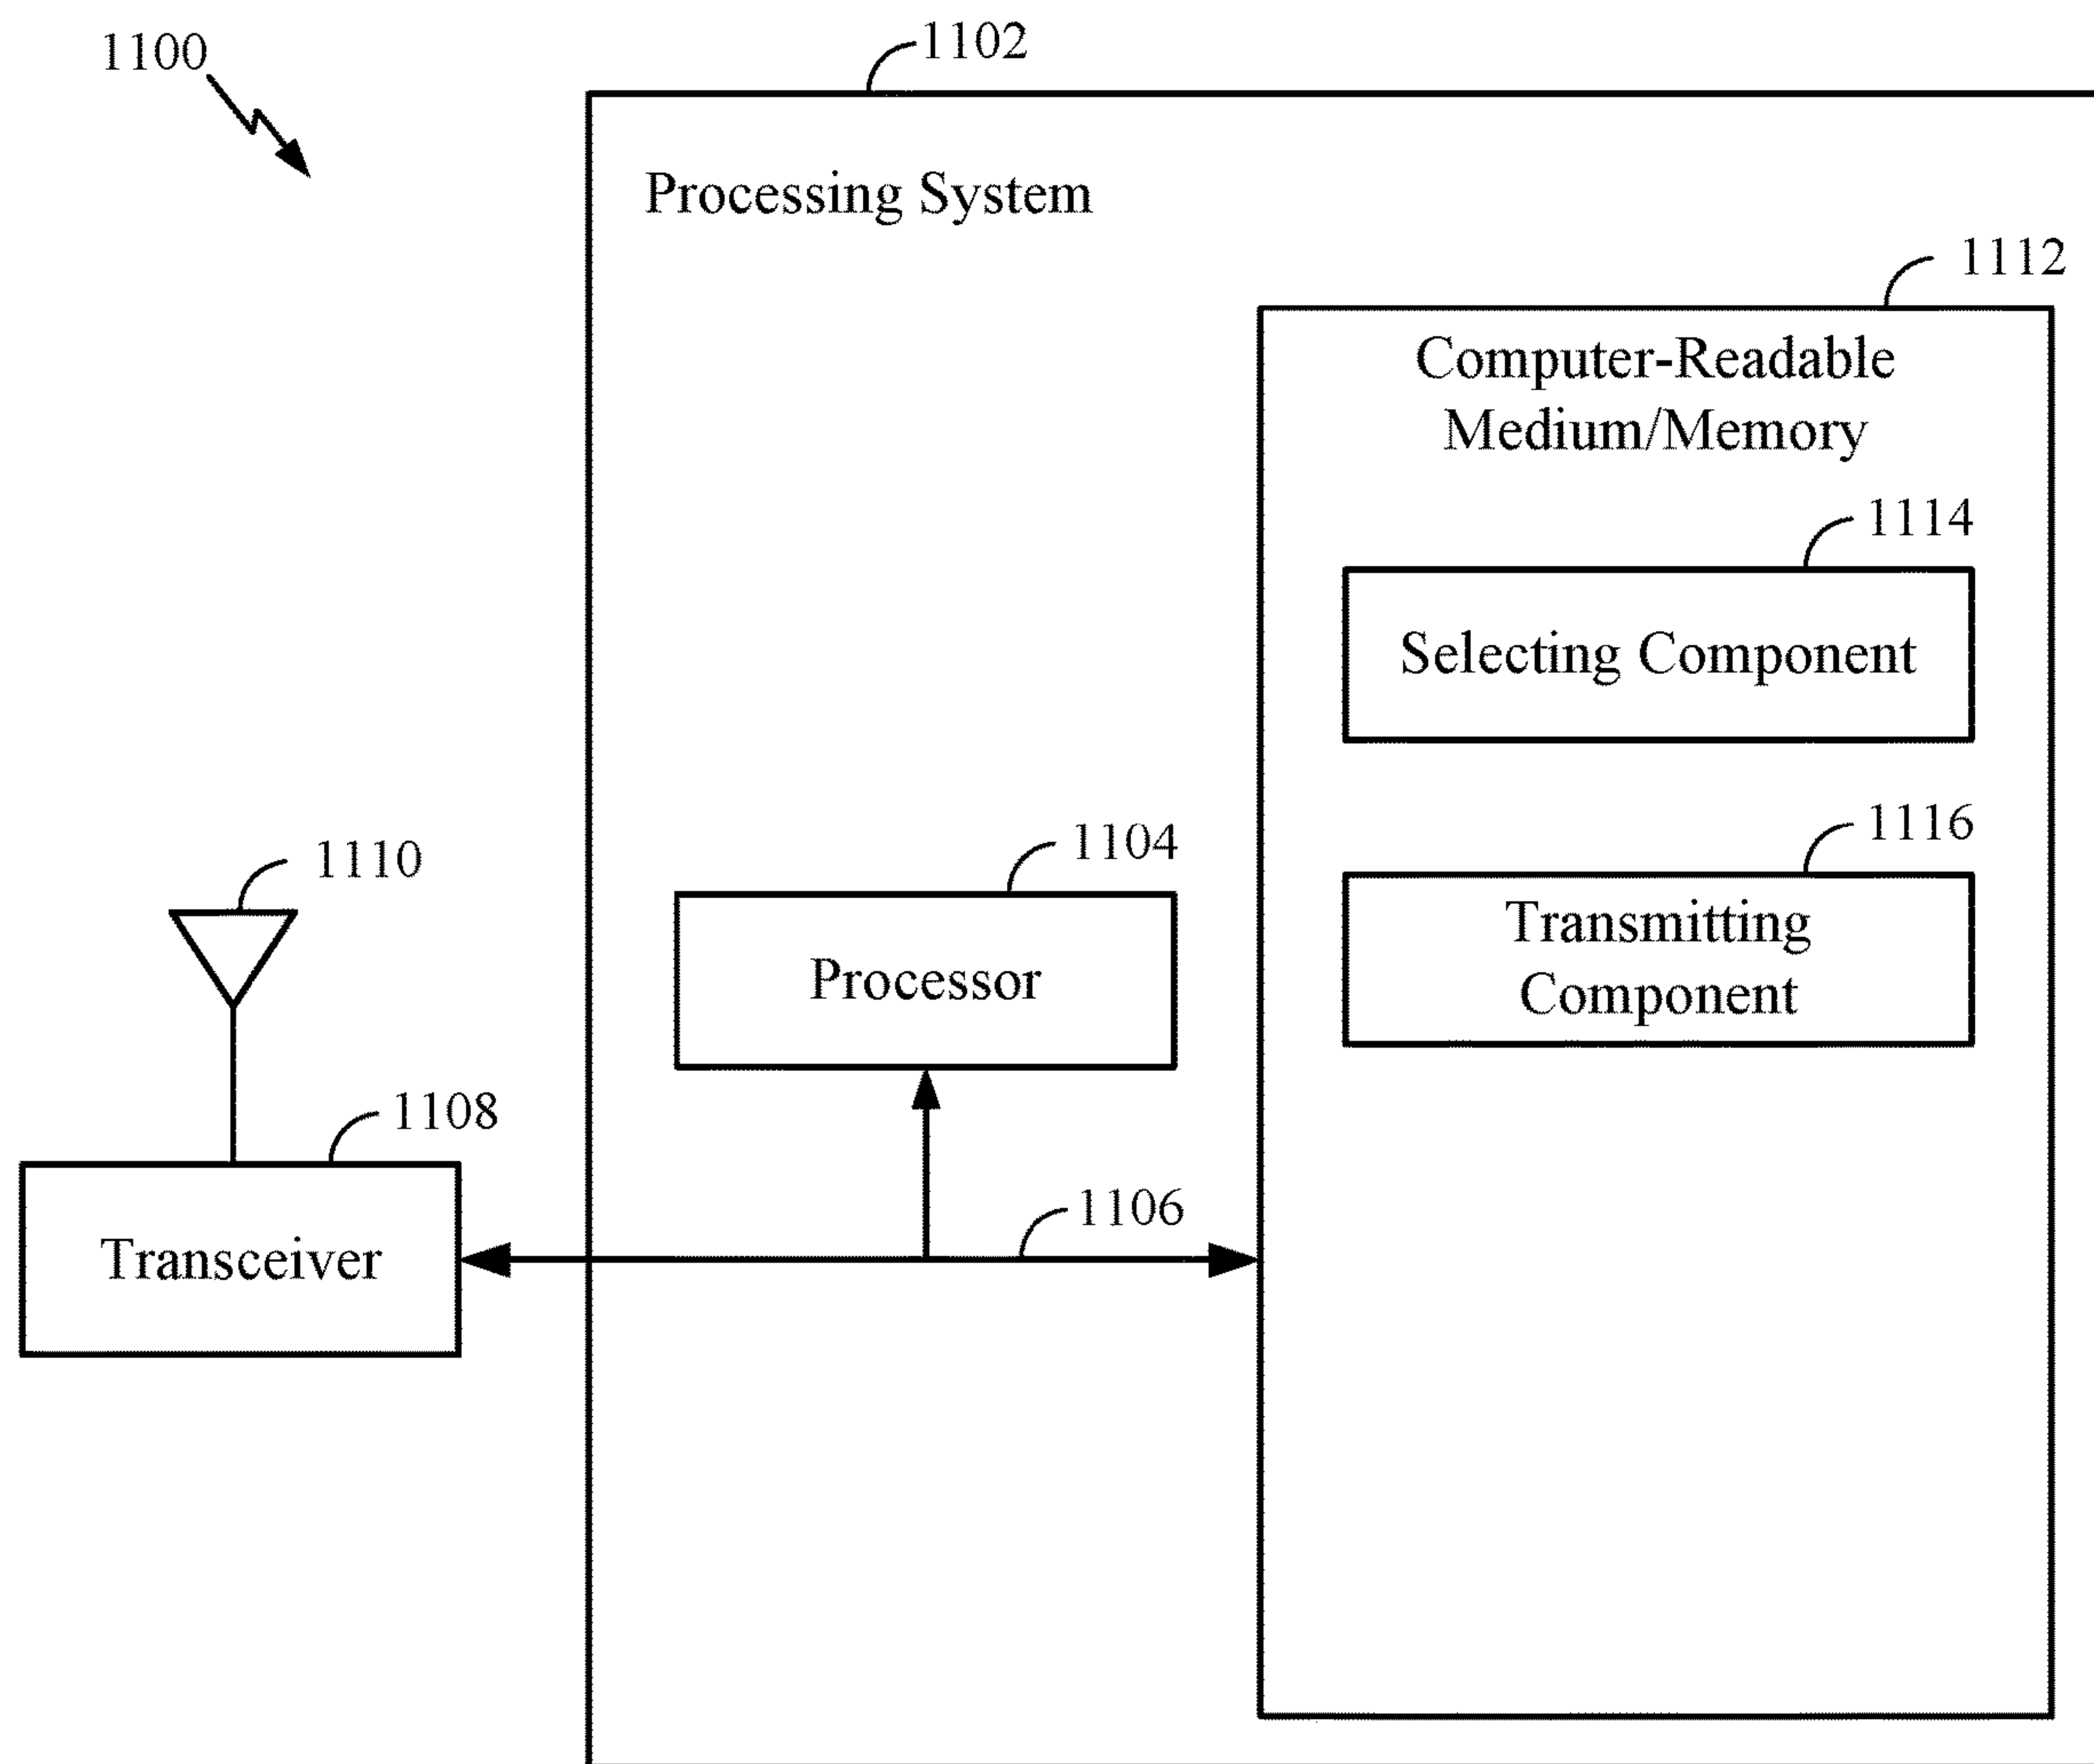 1100
1102
Processing System
1112
Computer-Readable
Medium/Memory
1114
Selecting Component
1116
Transmitting
Component
1104
Processor
1110
1108
Transceiver
1106